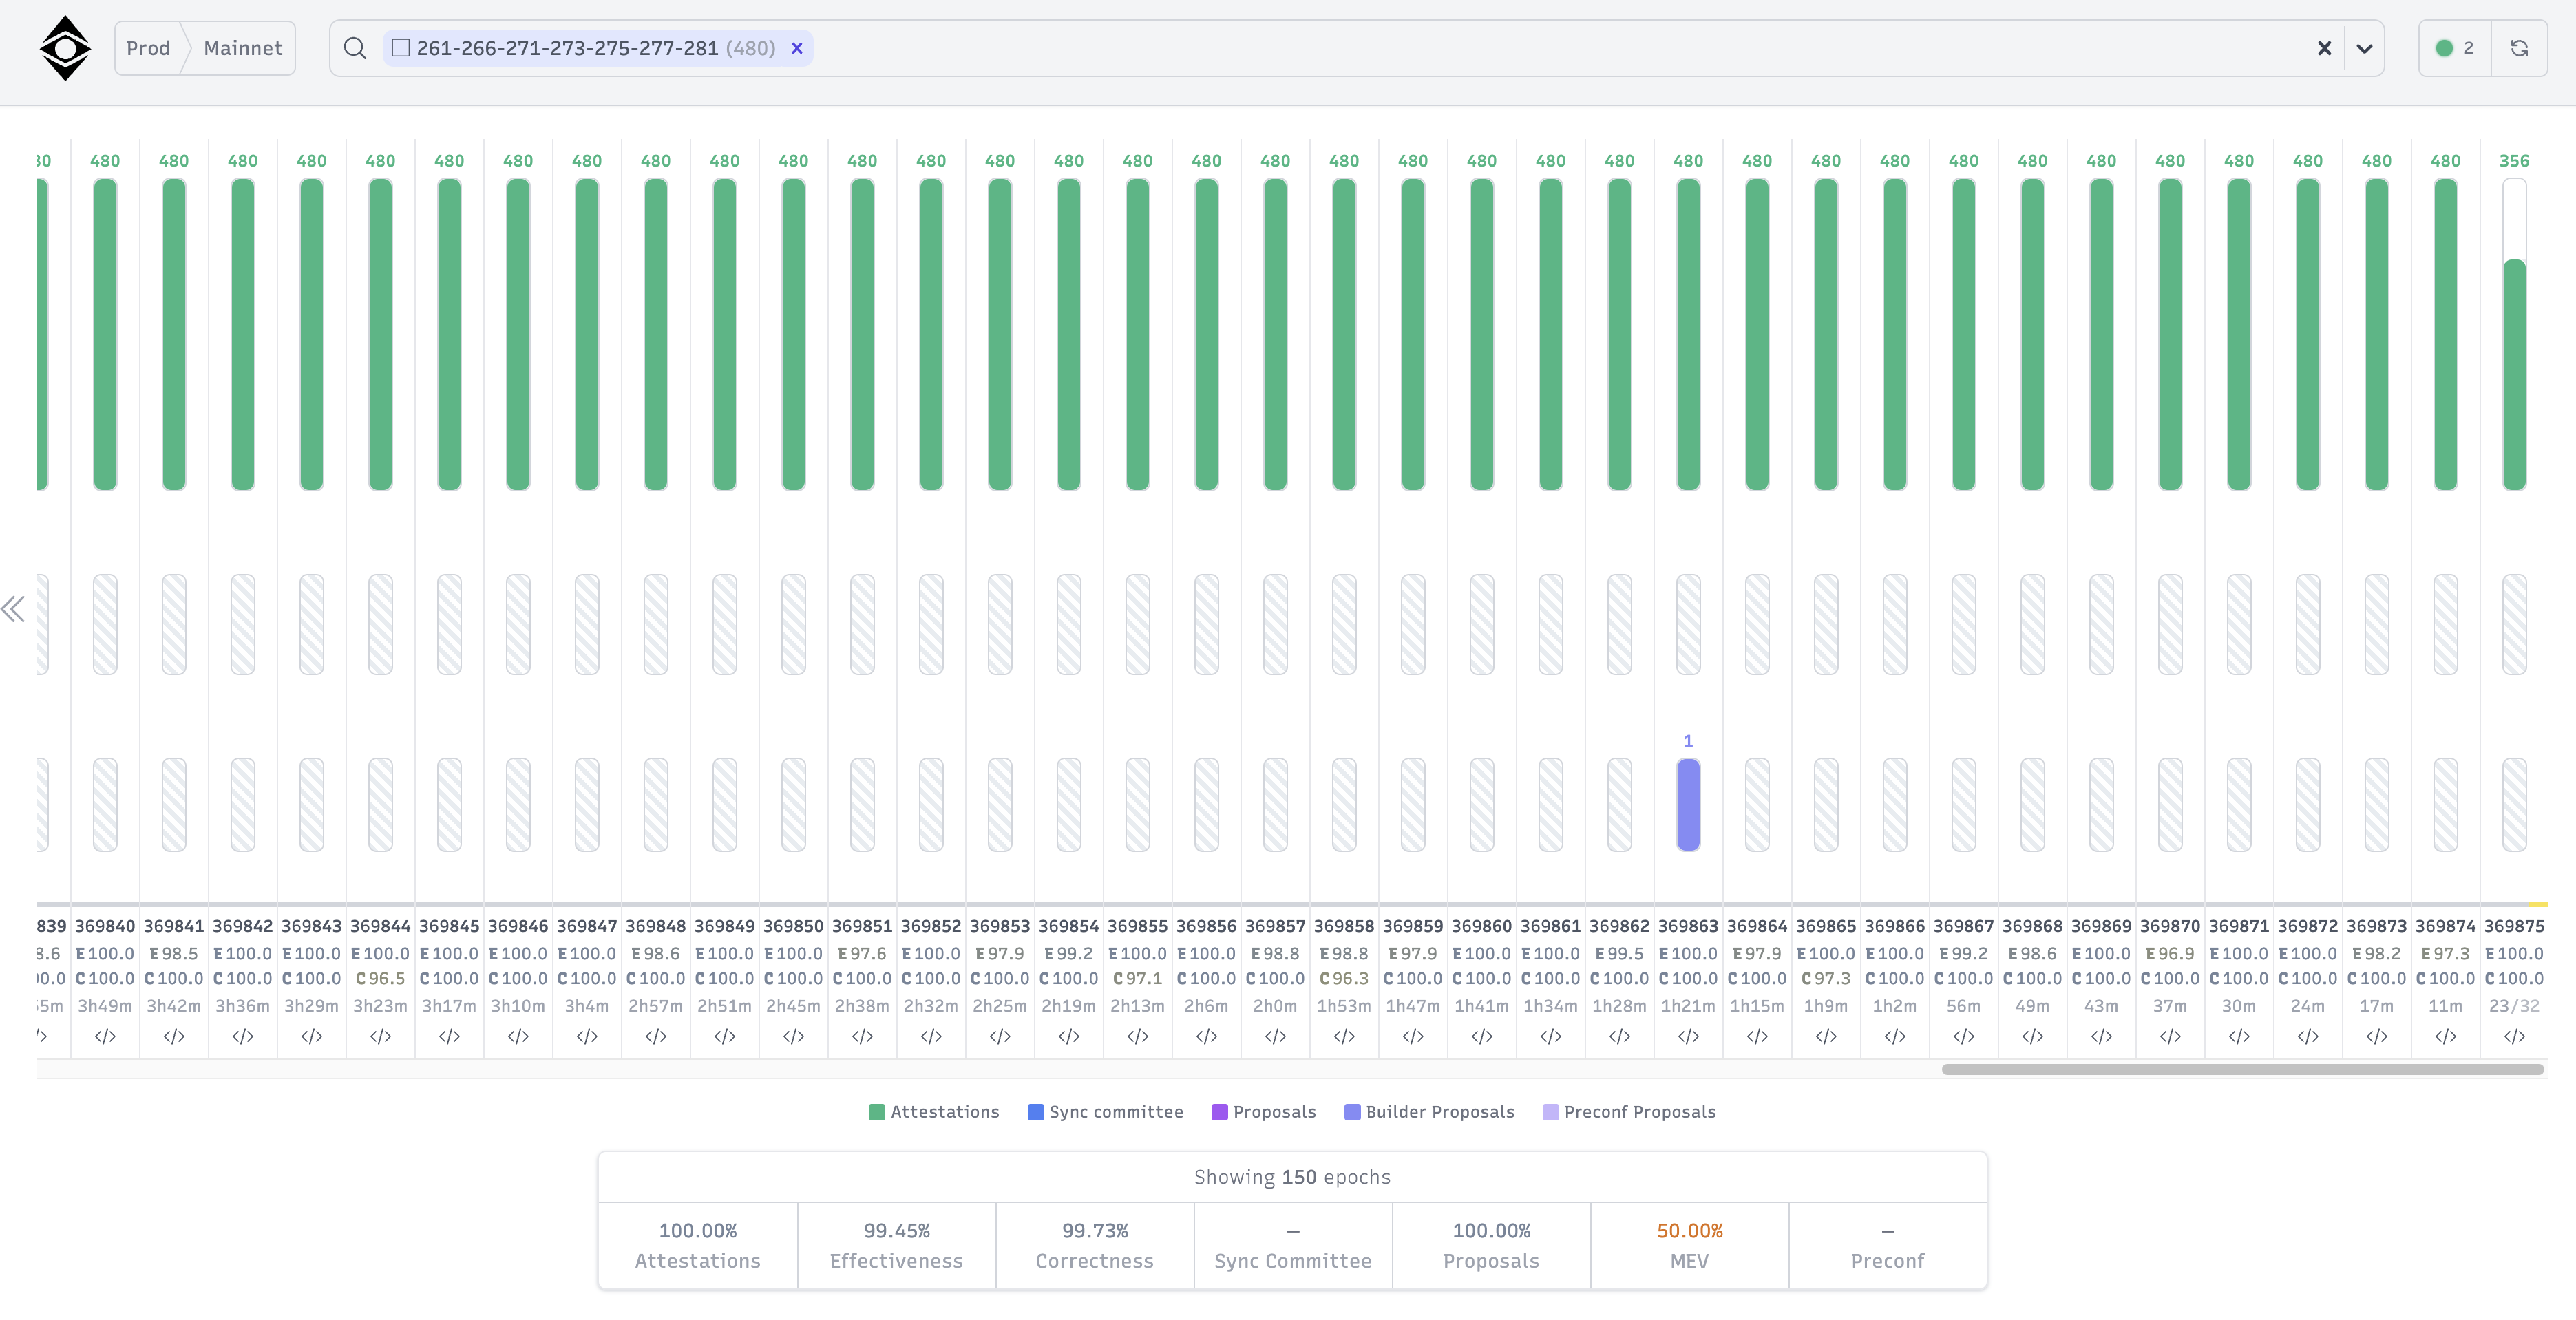 Prod Mainnet 261-266-271-273-275-277-281 (480) 2
480 480 480 480 480 480 480 480 480 480 480 480 480 480 480 480 480 480 480 480 480 480 480 480 480 480 480 480 480 480 480 480 480 480 480 356
1
839 369840 369841 369842 369843 369844 369845 369846 369847 369848 369849 369850 369851 369852 369853 369854 369855 369856 369857 369858 369859 369860 369861 369862 369863 369864 369865 369866 369867 369868 369869 369870 369871 369872 369873 369874 369875
8.6 E 100.0 E 98.5 E 100.0 E 100.0 E 100.0 E 100.0 E 100.0 E 100.0 E 98.6 E 100.0 E 100.0 E 97.6 E 100.0 E 97.9 E 99.2 E 100.0 E 100.0 E 98.8 E 98.8 E 97.9 E 100.0 E 100.0 E 99.5 E 100.0 E 97.9 E 100.0 E 100.0 E 99.2 E 98.6 E 100.0 E 96.9 E 100.0 E 100.0 E 98.2 E 97.3 E 100.0
C 100.0 C 100.0 C 100.0 C 100.0 C 96.5 C 100.0 C 100.0 C 100.0 C 100.0 C 100.0 C 100.0 C 100.0 C 100.0 C 100.0 C 100.0 C 97.1 C 100.0 C 100.0 C 96.3 C 100.0 C 100.0 C 100.0 C 100.0 C 100.0 C 100.0 C 97.3 C 100.0 C 100.0 C 100.0 C 100.0 C 100.0 C 100.0 C 100.0 C 100.0 C 100.0 C 100.0
3h49m 3h42m 3h36m 3h29m 3h23m 3h17m 3h10m 3h4m 2h57m 2h51m 2h45m 2h38m 2h32m 2h25m 2h19m 2h13m 2h6m 2h0m 1h53m 1h47m 1h41m 1h34m 1h28m 1h21m 1h15m 1h9m 1h2m 56m 49m 43m 37m 30m 24m 17m 11m 23/32
</> </> </> </> </> </> </> </> </> </> </> </> </> </> </> </> </> </> </> </> </> </> </> </> </> </> </> </> </> </> </> </> </> </> </> </>
Attestations Sync committee Proposals Builder Proposals Preconf Proposals
Showing 150 epochs
100.00% 99.45% 99.73% – 100.00% 50.00% –
Attestations Effectiveness Correctness Sync Committee Proposals MEV Preconf